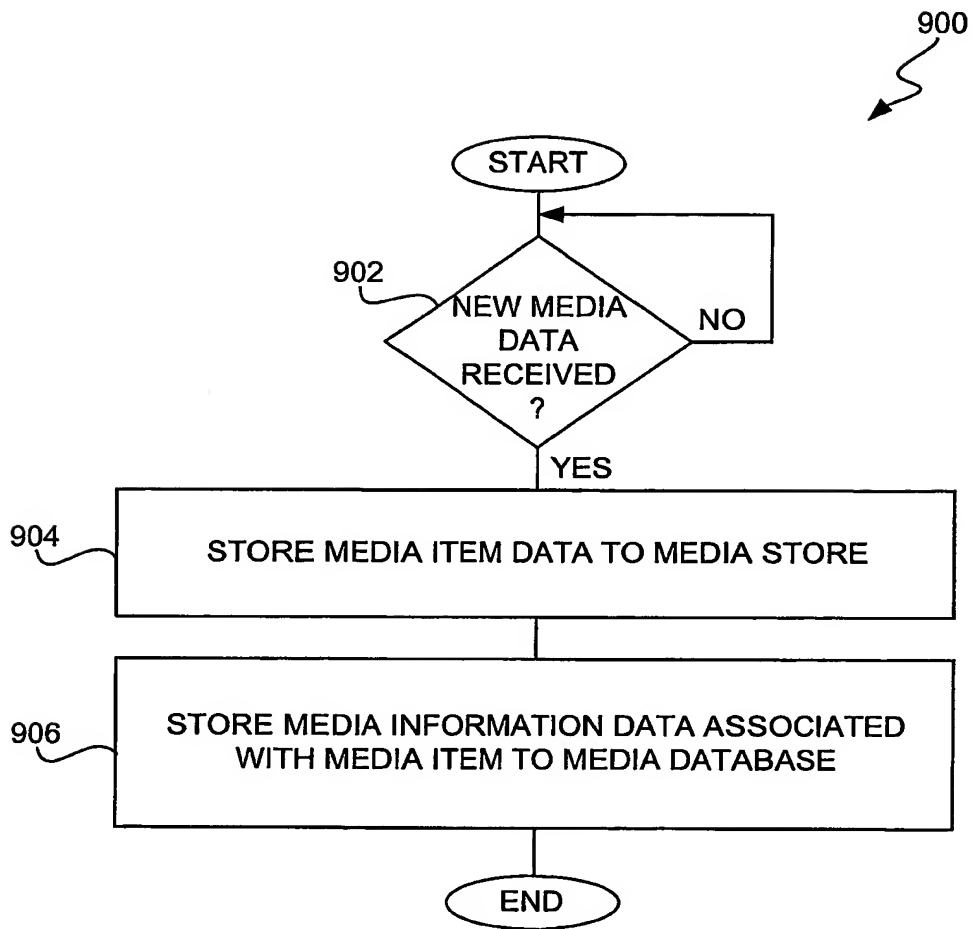 900
START
902
NEW MEDIA
DATA
RECEIVED
?
NO
YES
904
STORE MEDIA ITEM DATA TO MEDIA STORE
906
STORE MEDIA INFORMATION DATA ASSOCIATED
WITH MEDIA ITEM TO MEDIA DATABASE
END